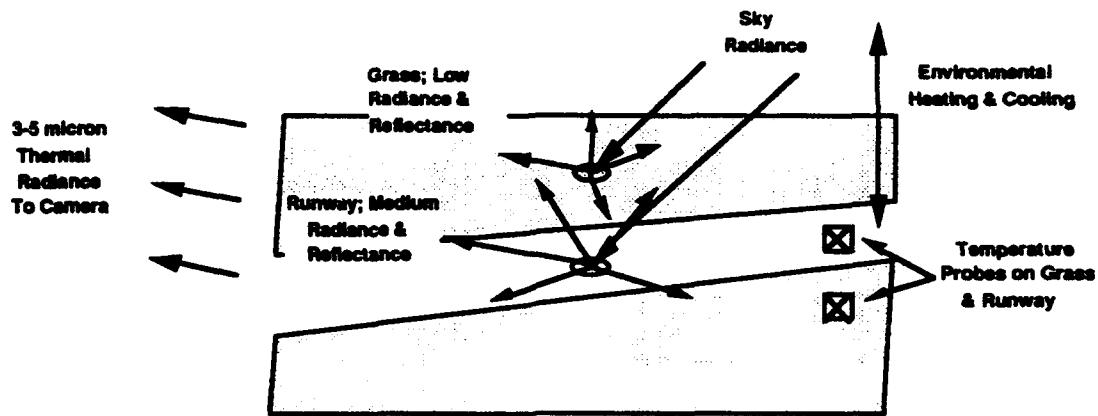 Sky
Radiance
Grass; Low
Radiance &
Reflectance
Environmental
Heating & Cooling
3-5 micron
Thermal
Radiance
To Camera
Runway; Medium
Radiance &
Reflectance
Temperature
Probes on Grass
& Runway